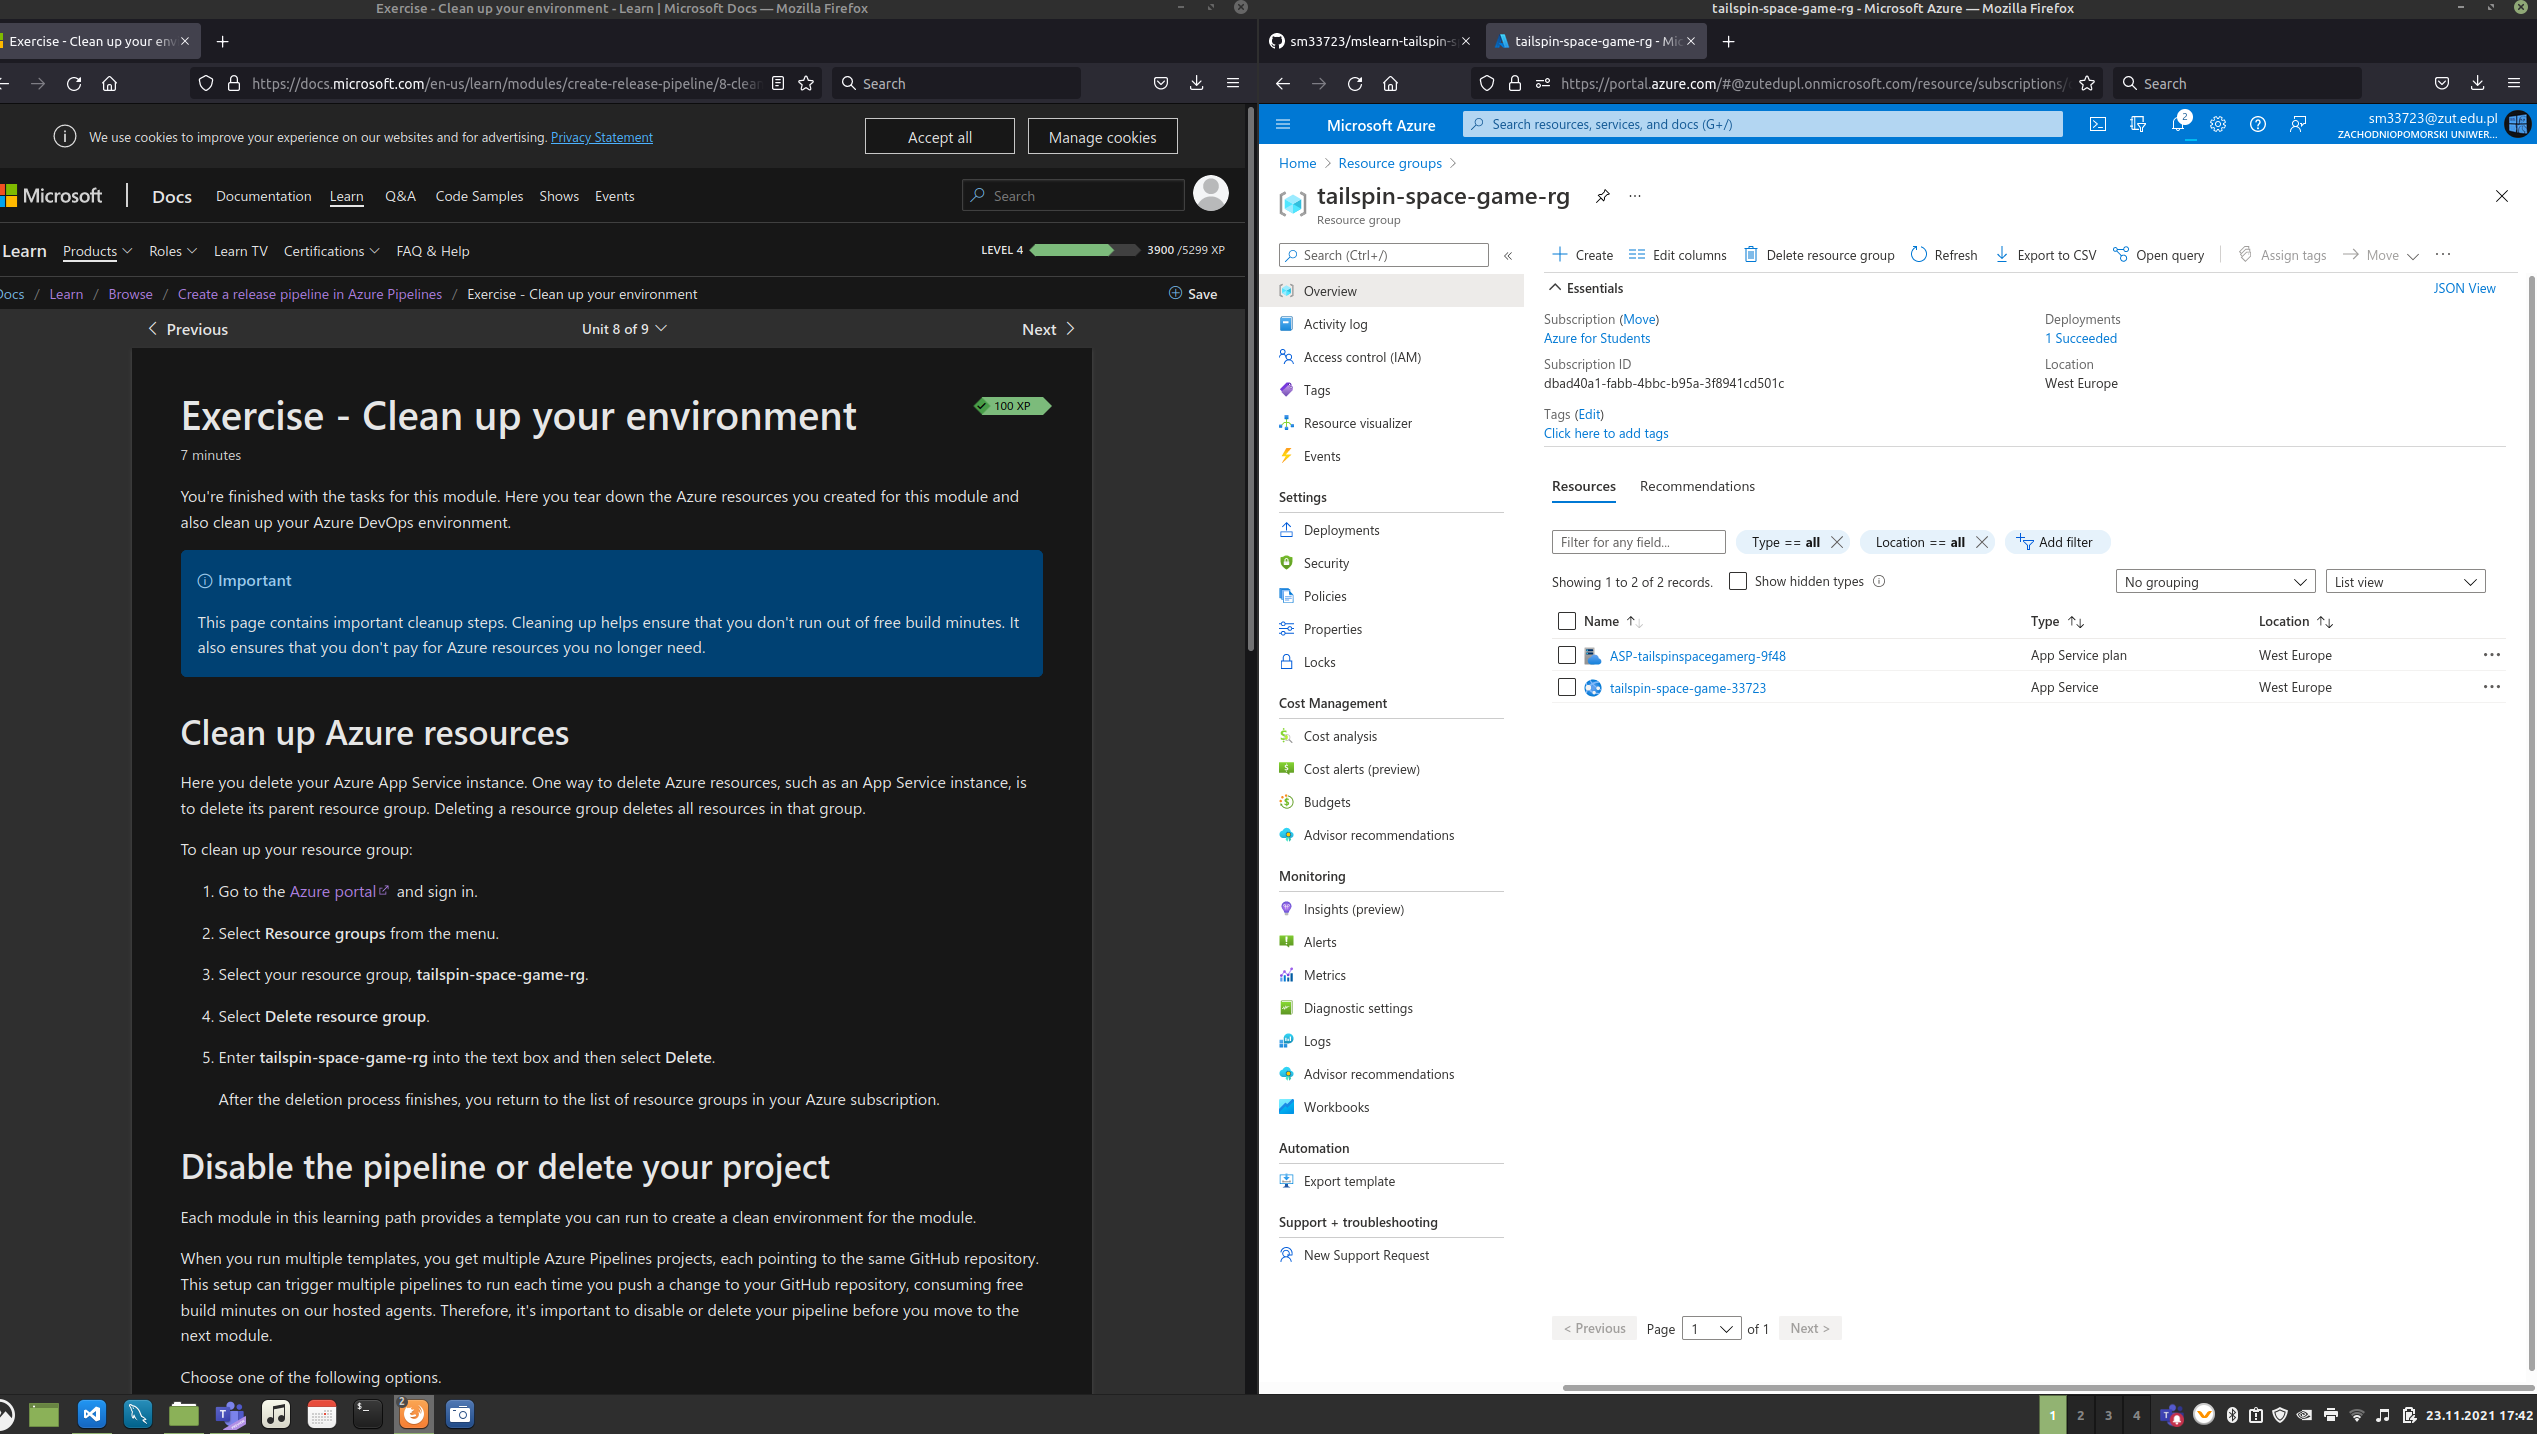 Exercise - Clean up your environment - Learn | Microsoft Docs — Mozilla Firefox
Exercise - Clean up your env
https://docs.microsoft.com/en-us/learn/modules/create-release-pipeline/8-clean
Search
We use cookies to improve your experience on our websites and for advertising. Privacy Statement
Accept all
Manage cookies
Microsoft
Docs
Documentation
Learn
Q&A
Code Samples
Shows
Events
Search
Learn
Products
Roles
Learn TV
Certifications
FAQ & Help
LEVEL 4
3900 /5299 XP
Docs / Learn / Browse / Create a release pipeline in Azure Pipelines / Exercise - Clean up your environment
Save
Previous
Unit 8 of 9
Next
Exercise - Clean up your environment
100 XP
7 minutes
You're finished with the tasks for this module. Here you tear down the Azure resources you created for this module and
also clean up your Azure DevOps environment.
Important
This page contains important cleanup steps. Cleaning up helps ensure that you don't run out of free build minutes. It
also ensures that you don't pay for Azure resources you no longer need.
Clean up Azure resources
Here you delete your Azure App Service instance. One way to delete Azure resources, such as an App Service instance, is
to delete its parent resource group. Deleting a resource group deletes all resources in that group.
To clean up your resource group:
1. Go to the Azure portal and sign in.
2. Select Resource groups from the menu.
3. Select your resource group, tailspin-space-game-rg.
4. Select Delete resource group.
5. Enter tailspin-space-game-rg into the text box and then select Delete.
After the deletion process finishes, you return to the list of resource groups in your Azure subscription.
Disable the pipeline or delete your project
Each module in this learning path provides a template you can run to create a clean environment for the module.
When you run multiple templates, you get multiple Azure Pipelines projects, each pointing to the same GitHub repository.
This setup can trigger multiple pipelines to run each time you push a change to your GitHub repository, consuming free
build minutes on our hosted agents. Therefore, it's important to disable or delete your pipeline before you move to the
next module.
Choose one of the following options.
tailspin-space-game-rg - Microsoft Azure — Mozilla Firefox
sm33723/mslearn-tailspin-s
tailspin-space-game-rg - Mic
https://portal.azure.com/#@zutedupl.onmicrosoft.com/resource/subscriptions/
Search
Microsoft Azure
Search resources, services, and docs (G+/)
2
sm33723@zut.edu.pl
ZACHODNIOPOMORSKI UNIWER...
Home > Resource groups >
tailspin-space-game-rg
Resource group
Search (Ctrl+/)
Overview
Activity log
Access control (IAM)
Tags
Resource visualizer
Events
Settings
Deployments
Security
Policies
Properties
Locks
Cost Management
Cost analysis
Cost alerts (preview)
Budgets
Advisor recommendations
Monitoring
Insights (preview)
Alerts
Metrics
Diagnostic settings
Logs
Advisor recommendations
Workbooks
Automation
Export template
Support + troubleshooting
New Support Request
Create
Edit columns
Delete resource group
Refresh
Export to CSV
Open query
Assign tags
Move
Essentials
JSON View
Subscription (Move)
Azure for Students
Subscription ID
dbad40a1-fabb-4bbc-b95a-3f8941cd501c
Tags (Edit)
Click here to add tags
Deployments
1 Succeeded
Location
West Europe
Resources
Recommendations
Filter for any field...
Type == all
Location == all
Add filter
Showing 1 to 2 of 2 records.
Show hidden types
No grouping
List view
Name
Type
Location
ASP-tailspinspacegamerg-9f48
App Service plan
West Europe
tailspin-space-game-33723
App Service
West Europe
< Previous
Page
1
of 1
Next >
2
1
2
3
4
23.11.2021 17:42